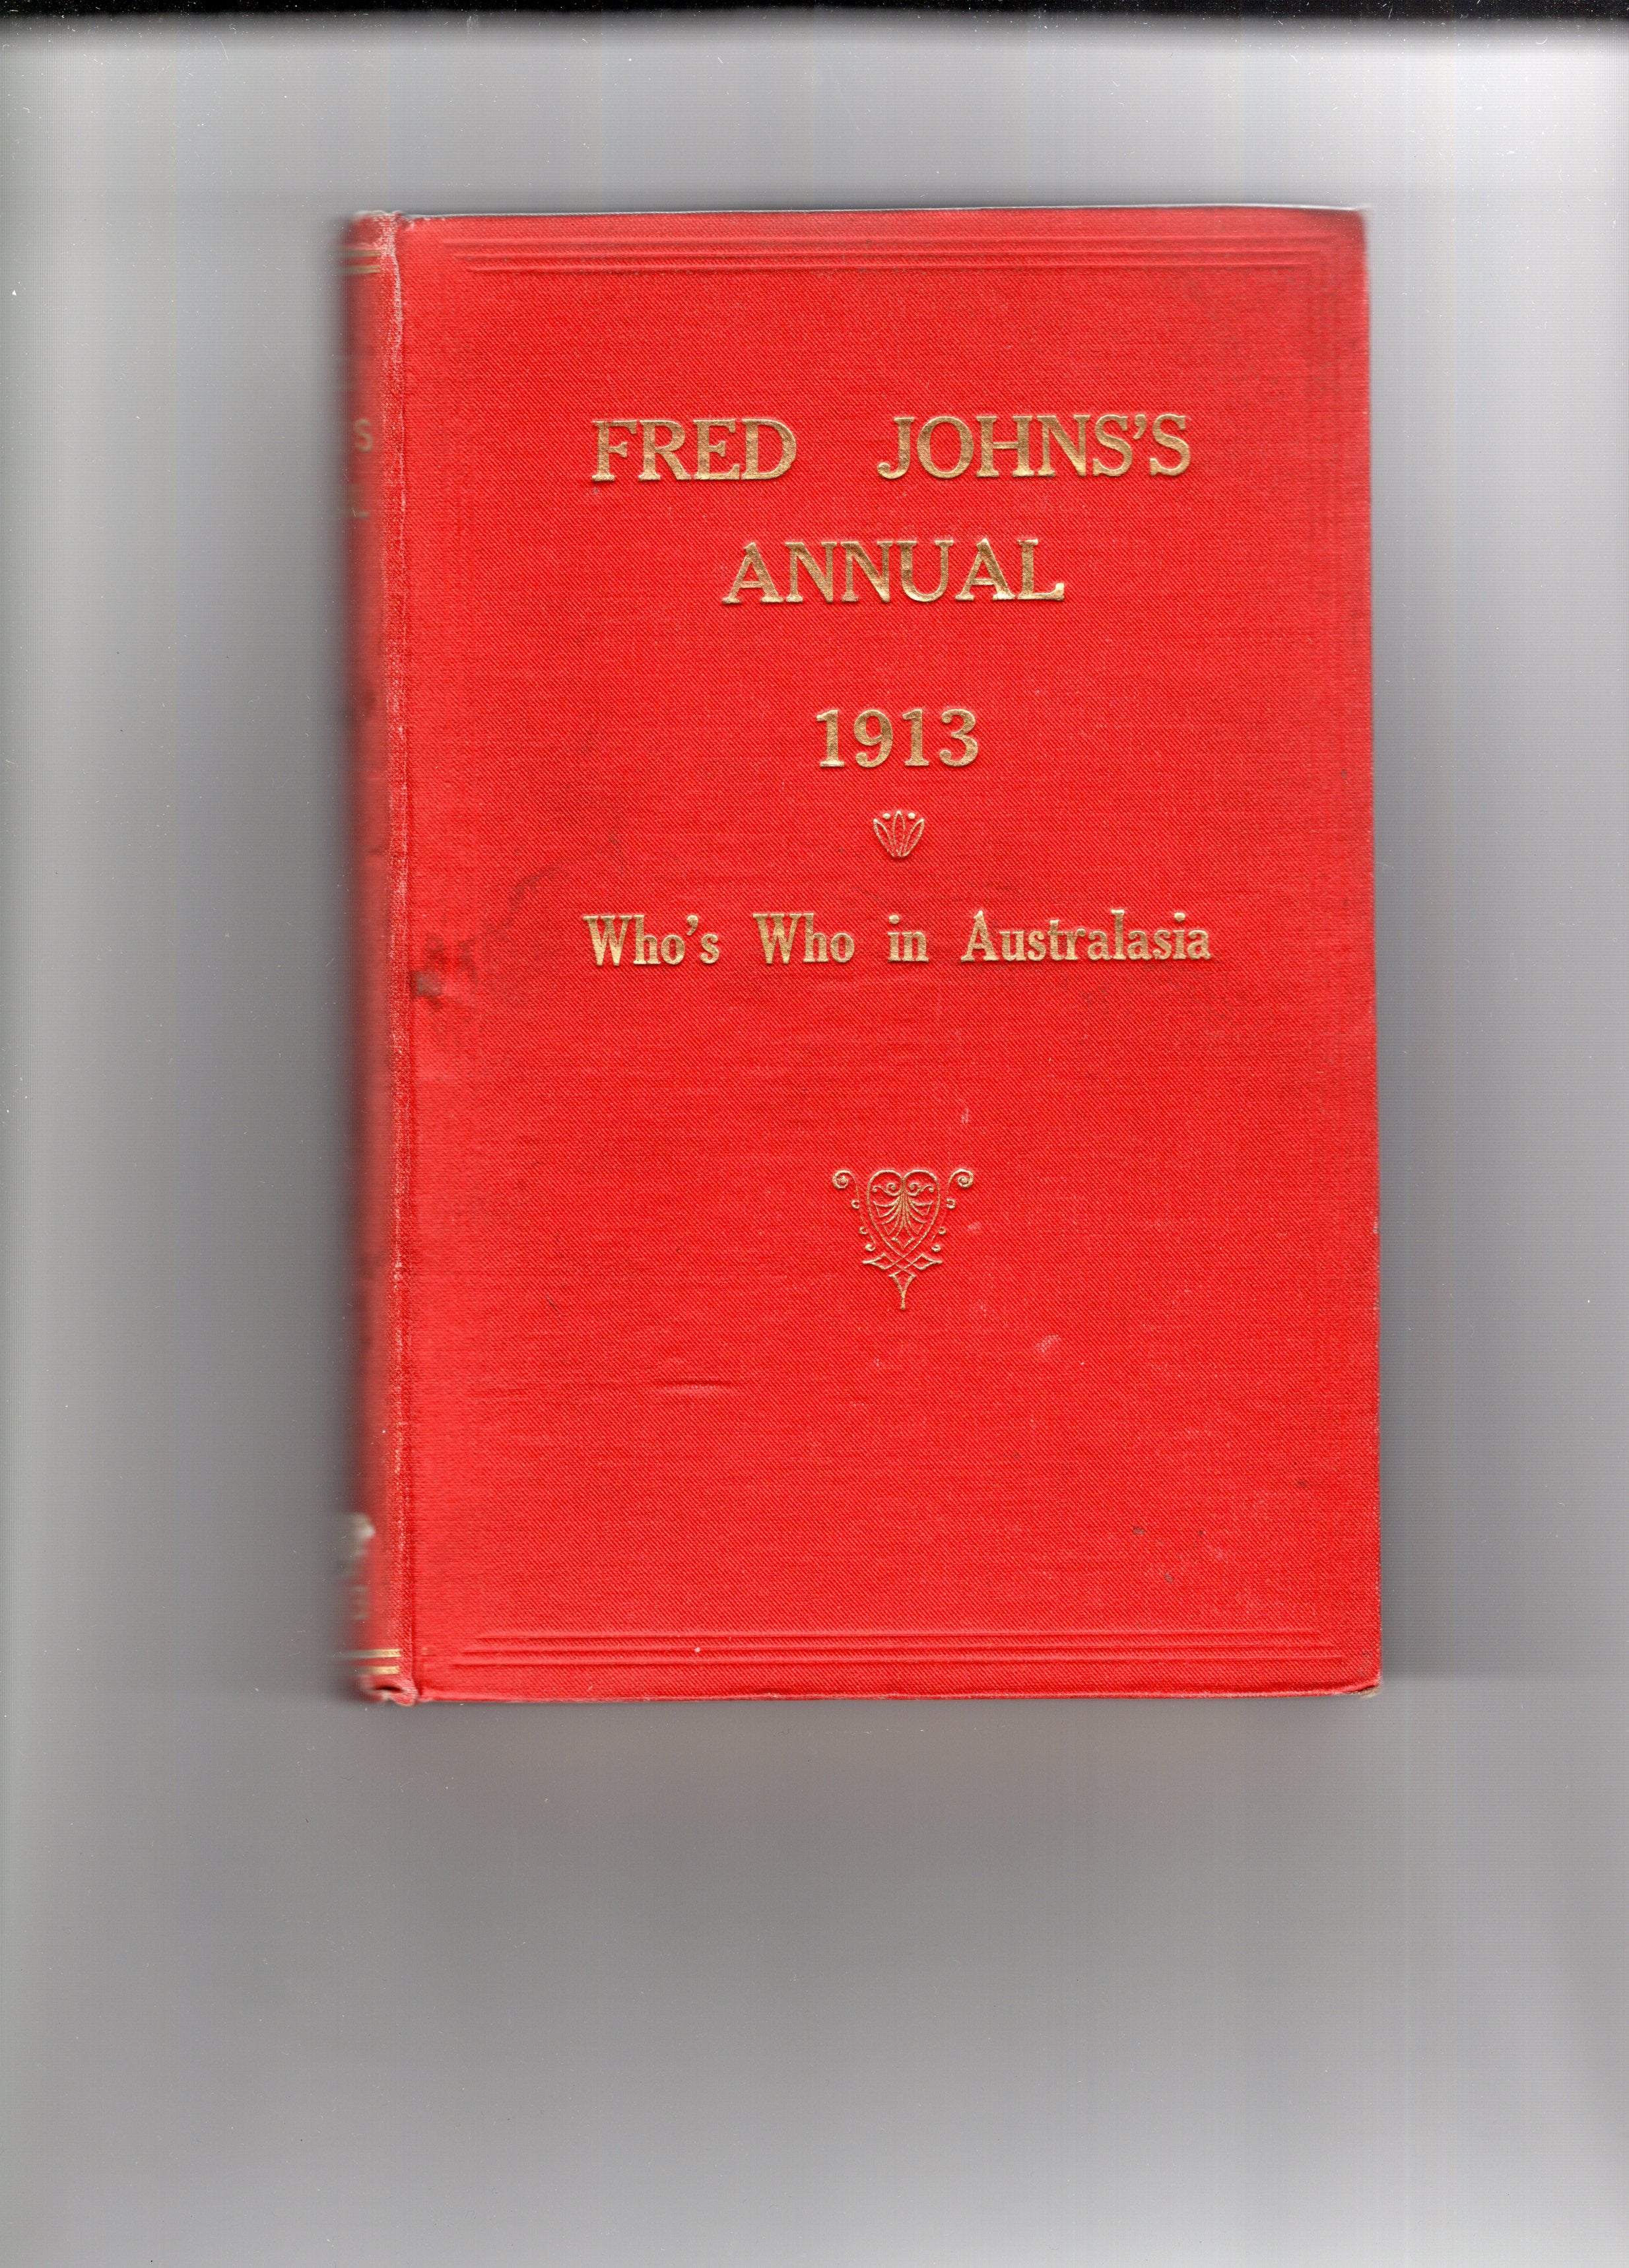 FRED JOHNS'S
ANNUAL
1913
Who's Who in Australasia